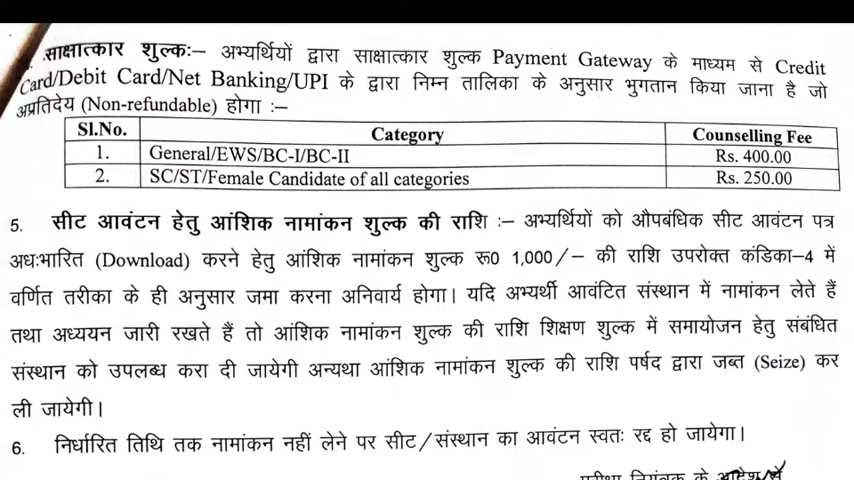 साक्षात्कार शुल्कः– अभ्यर्थियों द्वारा साक्षात्कार शुल्क Payment Gateway के माध्यम से Credit
Card/Debit Card/Net Banking/UPI के द्वारा निम्न तालिका के अनुसार भुगतान किया जाना है जो
अप्रतिदेय (Non-refundable) होगा :–
Sl.No. Category Counselling Fee
1. General/EWS/BC-I/BC-II Rs. 400.00
2. SC/ST/Female Candidate of all categories Rs. 250.00
5. सीट आवंटन हेतु आंशिक नामांकन शुल्क की राशि :– अभ्यर्थियों को औपबंधिक सीट आवंटन पत्र
अधःभारित (Download) करने हेतु आंशिक नामांकन शुल्क रू0 1,000/– की राशि उपरोक्त कंडिका–4 में
वर्णित तरीका के ही अनुसार जमा करना अनिवार्य होगा। यदि अभ्यर्थी आवंटित संस्थान में नामांकन लेते हैं
तथा अध्ययन जारी रखते हैं तो आंशिक नामांकन शुल्क की राशि शिक्षण शुल्क में समायोजन हेतु संबंधित
संस्थान को उपलब्ध करा दी जायेगी अन्यथा आंशिक नामांकन शुल्क की राशि पर्षद द्वारा जब्त (Seize) कर
ली जायेगी।
6. निर्धारित तिथि तक नामांकन नहीं लेने पर सीट/संस्थान का आवंटन स्वतः रद्द हो जायेगा।
परीक्षा नियंत्रक के आदेश से